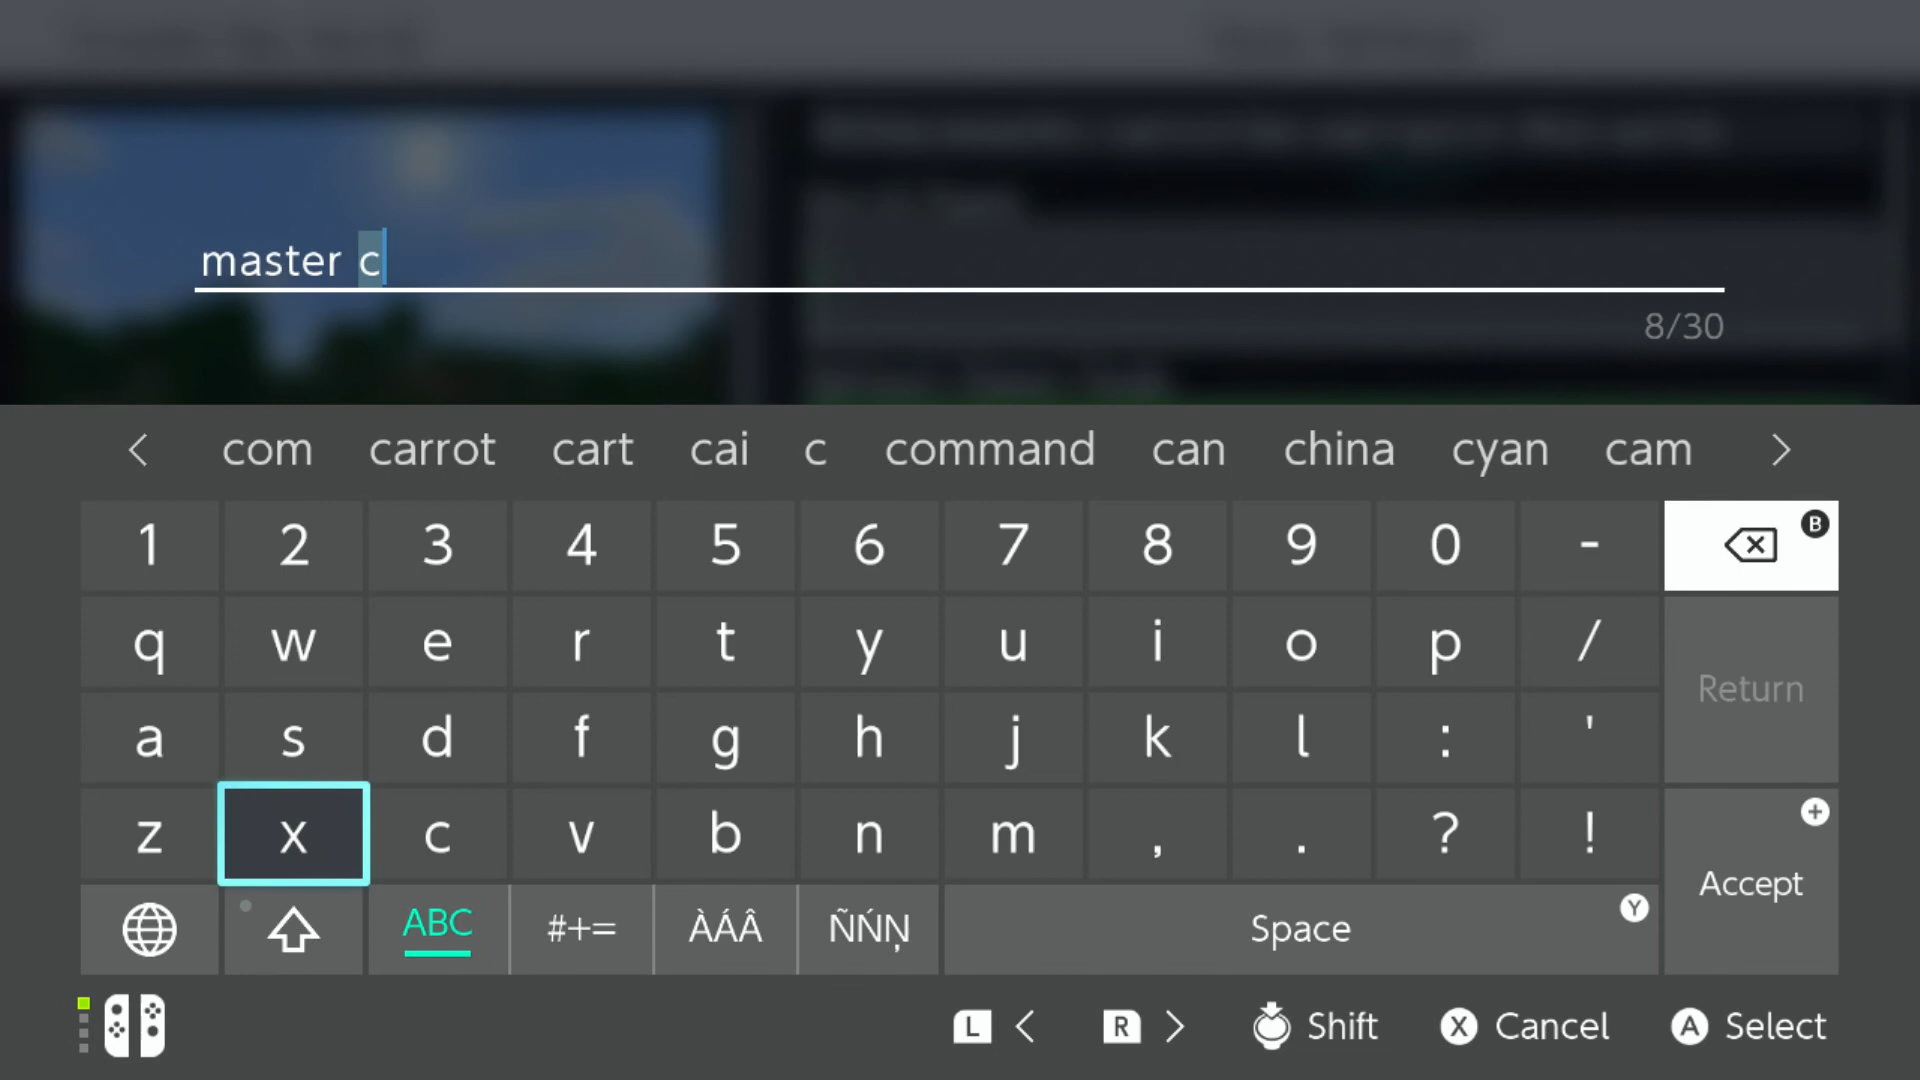 master c
8/30
< com carrot cart cai c command can china cyan cam >
1 2 3 4 5 6 7 8 9 0 - B
q w e r t y u i o p /
Return
a s d f g h j k l : '
z x c v b n m , . ? ! +
Accept
ABC #+= ÀÁÂ ÑŃŅ Space Y
L < R > Shift X Cancel A Select